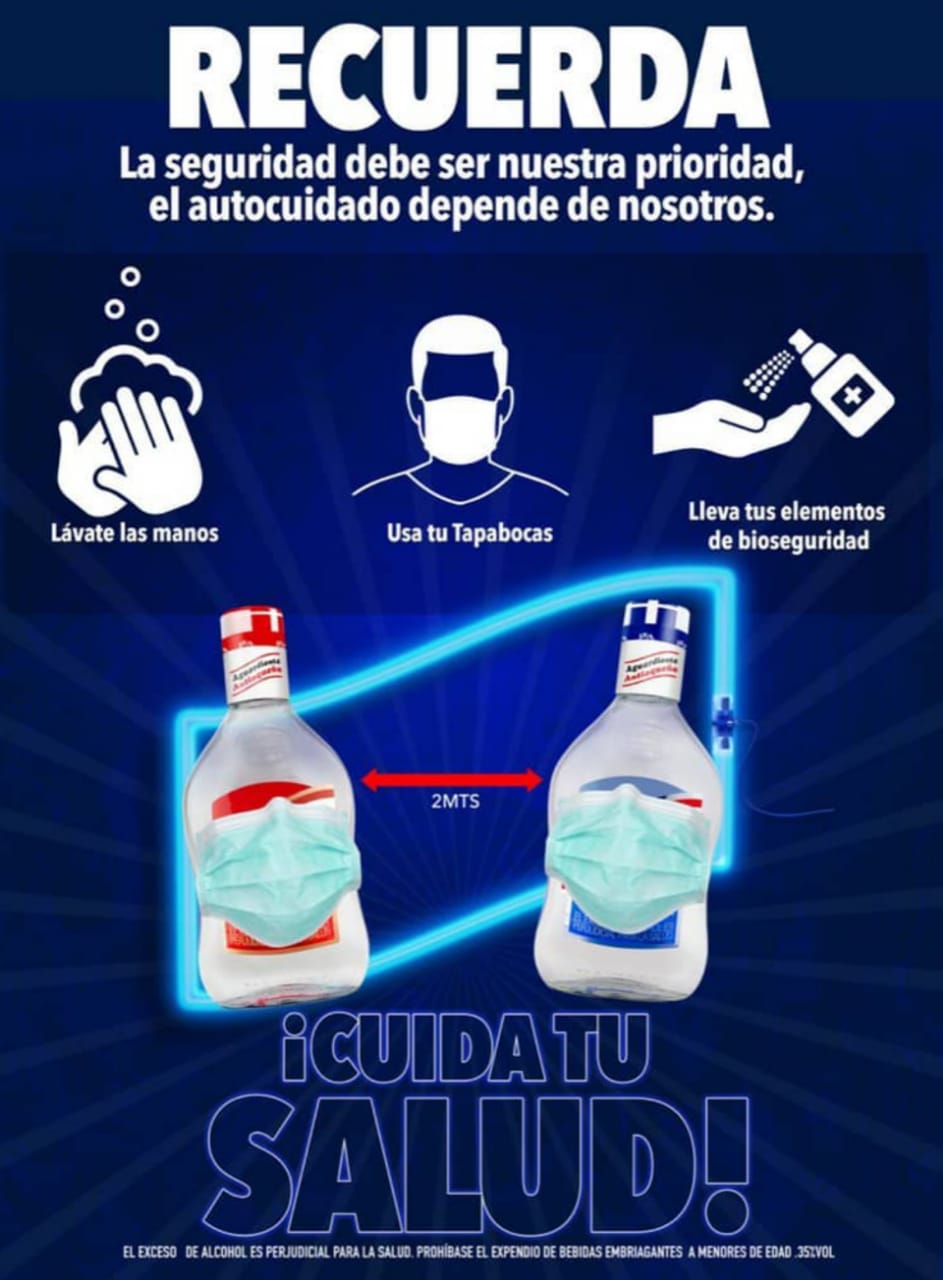 RECUERDA
La seguridad debe ser nuestra prioridad,
el autocuidado depende de nosotros.
Lávate las manos
Usa tu Tapabocas
Lleva tus elementos
de bioseguridad
Aguardiente
Antioqueño
Aguardiente
Antioqueño
2MTS
¡CUIDA TU
SALUD!
EL EXCESO DE ALCOHOL ES PERJUDICIAL PARA LA SALUD. PROHÍBASE EL EXPENDIO DE BEBIDAS EMBRIAGANTES A MENORES DE EDAD .35%VOL